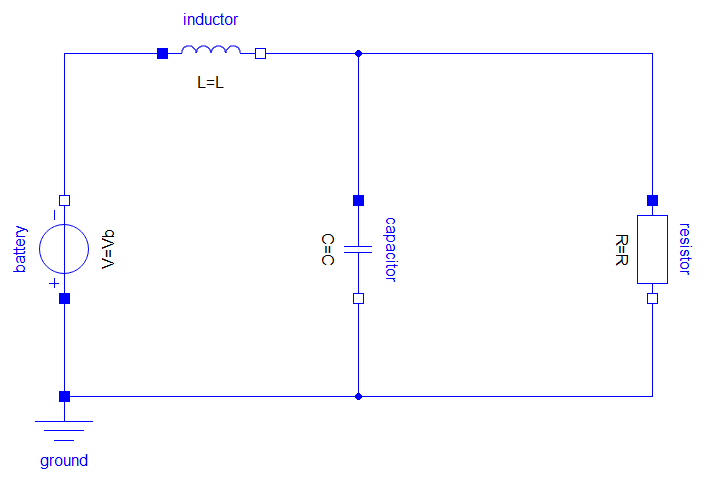 inductor
L=L
battery
−
+
V=Vb
C=C
capacitor
R=R
resistor
ground